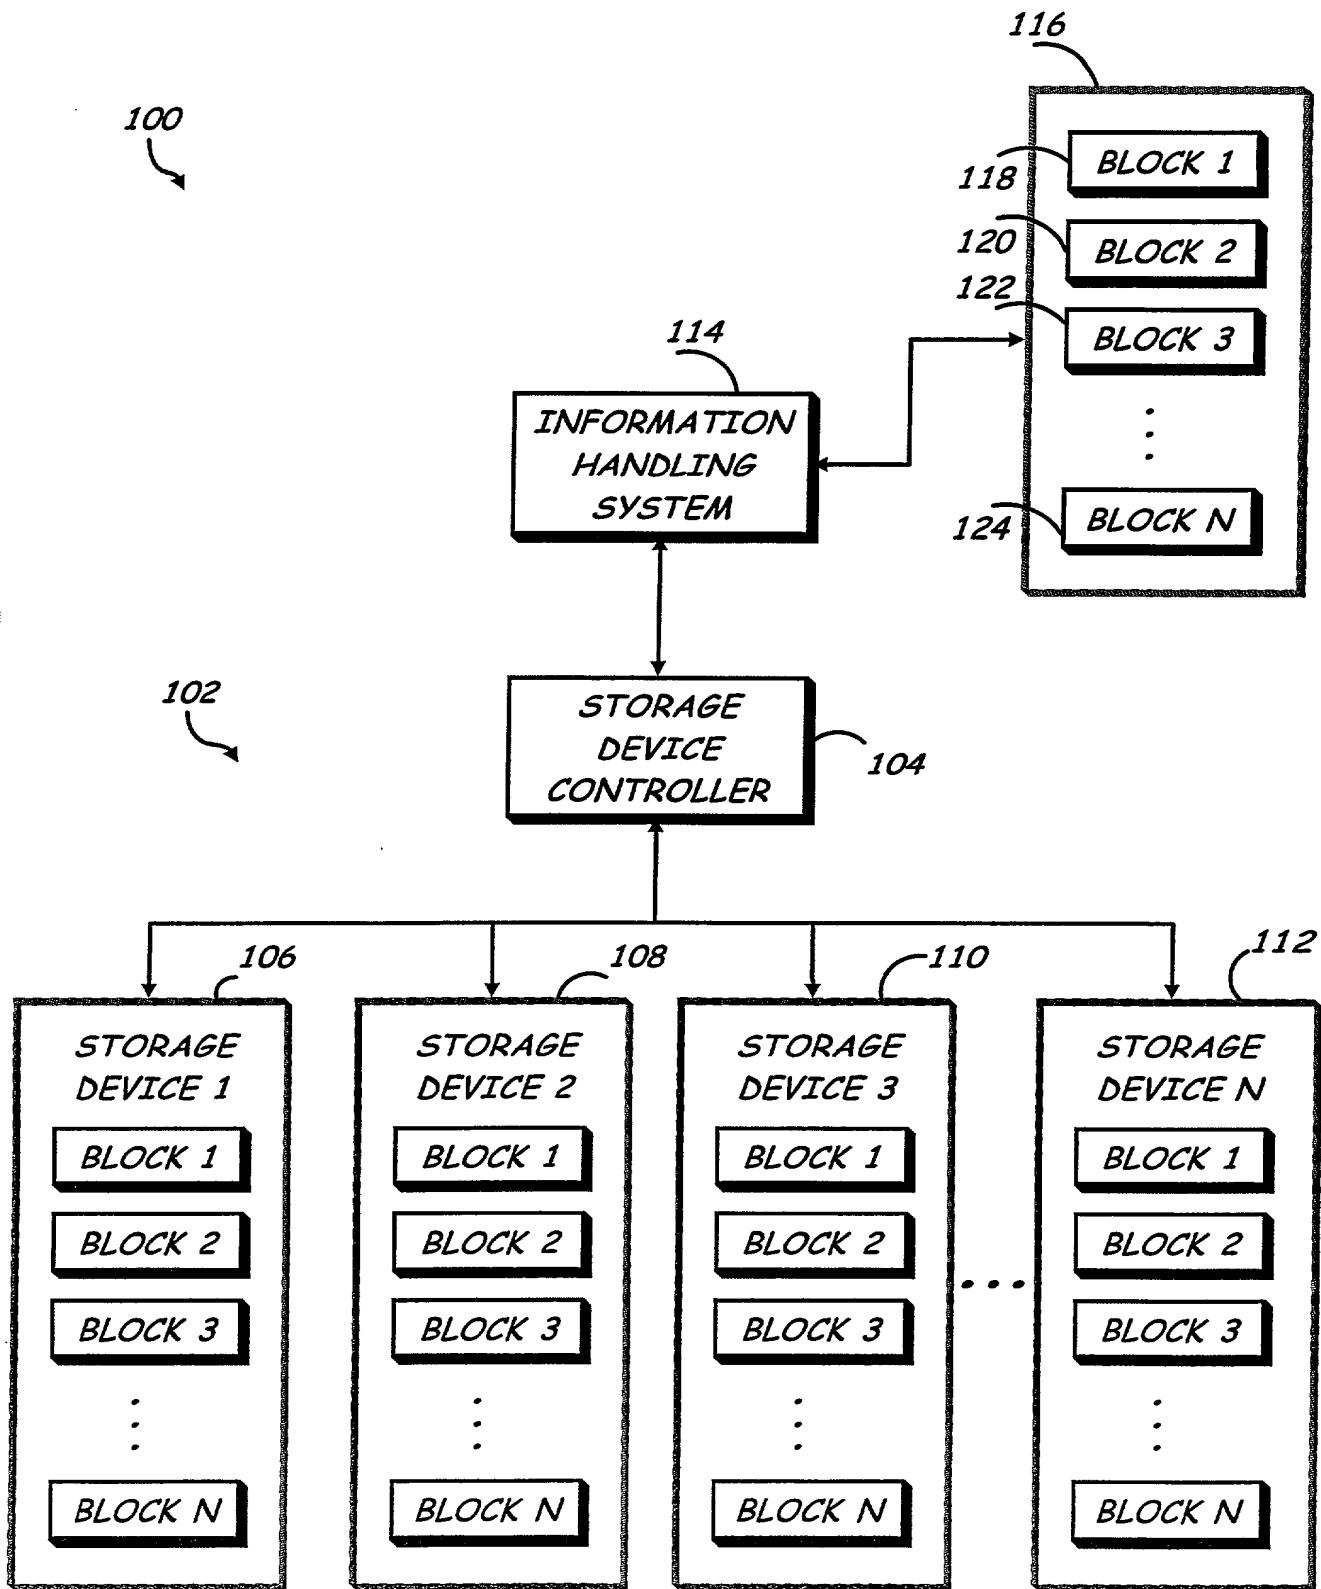 116
100
BLOCK 1
118
120
BLOCK 2
122
BLOCK 3
114
INFORMATION
HANDLING
SYSTEM
BLOCK N
124
102
STORAGE
DEVICE
CONTROLLER
104
106
108
110
112
STORAGE
DEVICE 1
BLOCK 1
BLOCK 2
BLOCK 3
BLOCK N
STORAGE
DEVICE 2
BLOCK 1
BLOCK 2
BLOCK 3
BLOCK N
STORAGE
DEVICE 3
BLOCK 1
BLOCK 2
BLOCK 3
BLOCK N
STORAGE
DEVICE N
BLOCK 1
BLOCK 2
BLOCK 3
BLOCK N